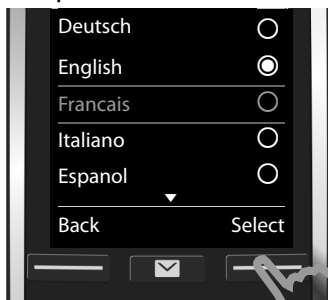 Deutsch
English
Francais
Italiano
Espanol
Back Select